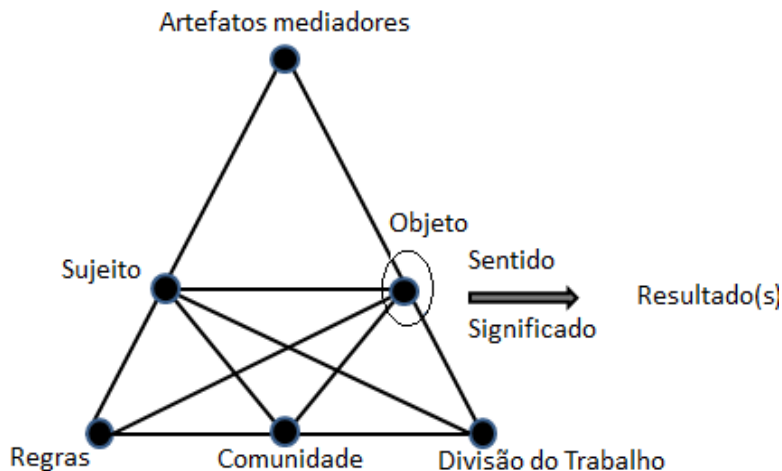 Artefatos mediadores
Objeto
Sujeito
Sentido
Resultado(s)
Significado
Regras
Comunidade
Divisão do Trabalho